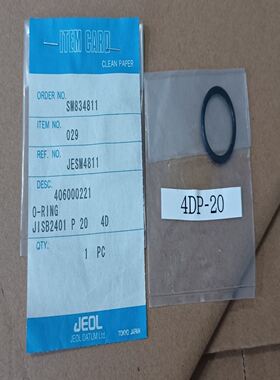 ITEM CARD
CLEAN PAPER
ORDER NO.
SM834811
ITEM NO.
029
REF. NO.
JESM4811
DESC.
406000221
O-RING
JISB2401 P 20 4D
QTY.
1 PC
JEOL
JEOL DATUM Ltd.
TOKYO JAPAN
4DP-20